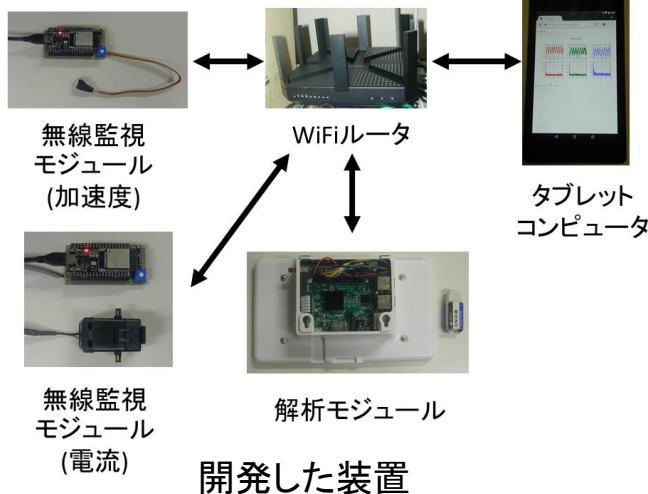 無線監視
モジュール
(加速度)
WiFiルータ
タブレット
コンピュータ
無線監視
モジュール
(電流)
解析モジュール
MONO
開発した装置